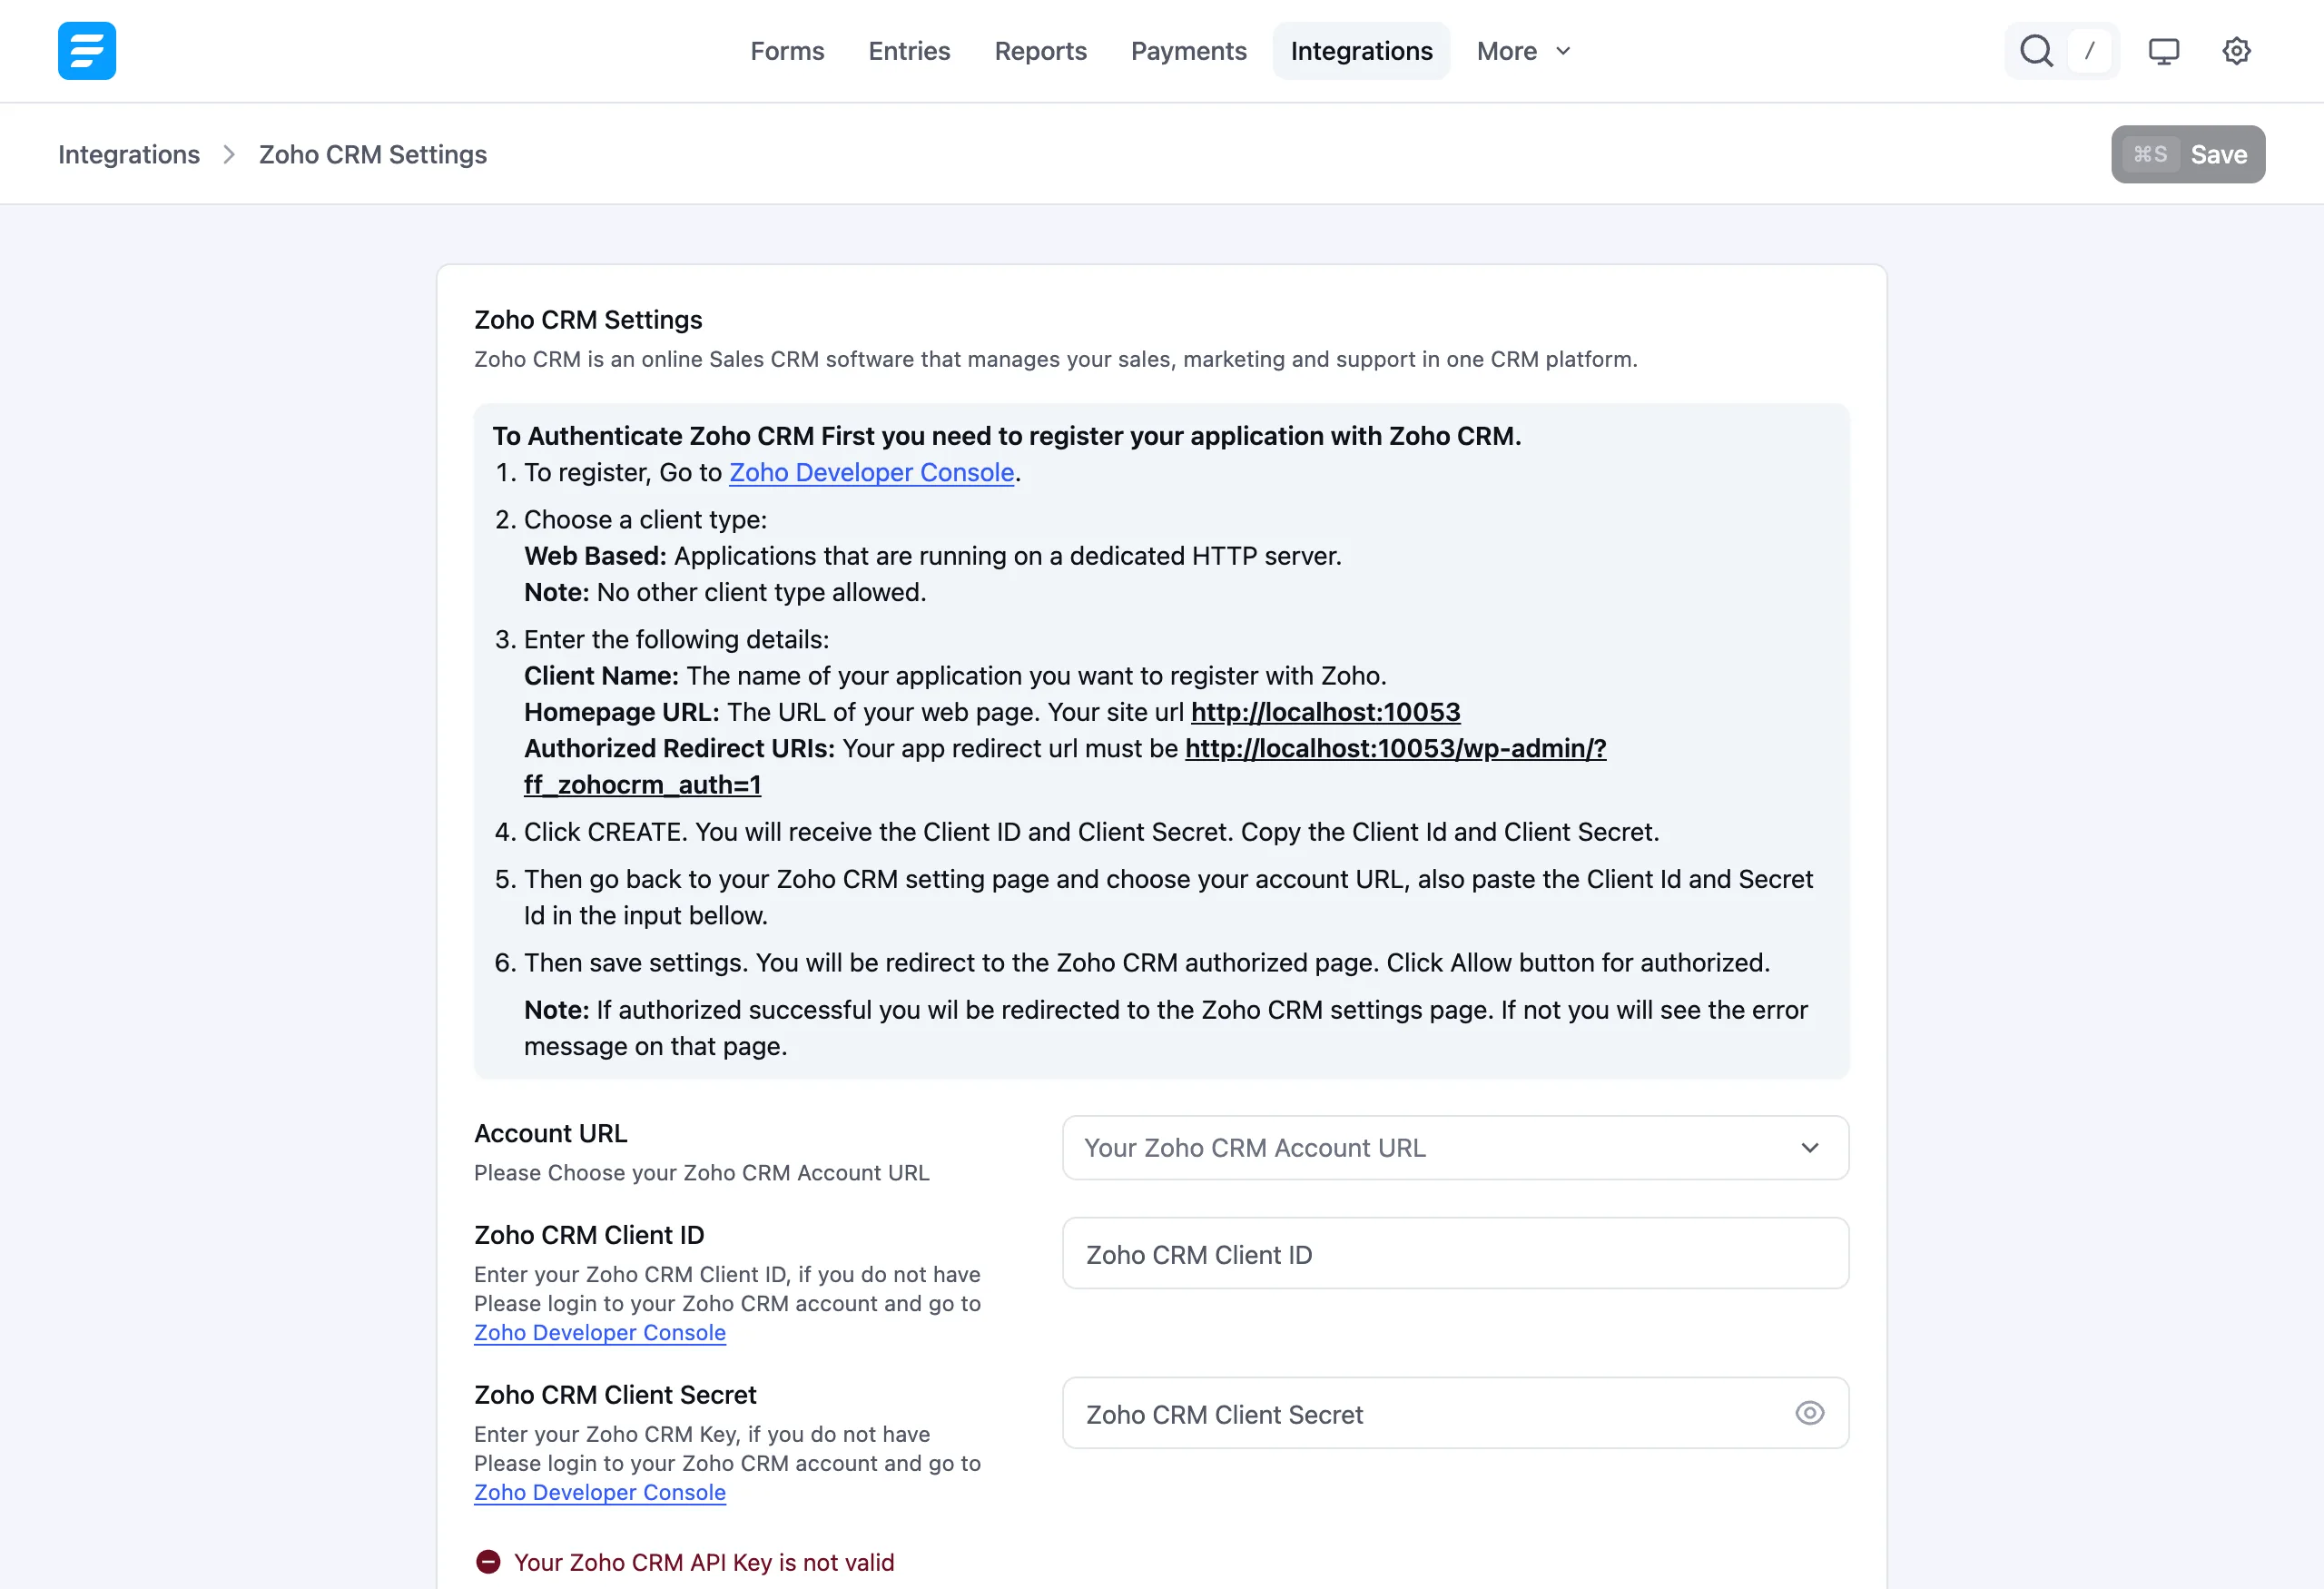 Forms Entries Reports Payments Integrations More /
Integrations > Zoho CRM Settings ⌘S Save
Zoho CRM Settings
Zoho CRM is an online Sales CRM software that manages your sales, marketing and support in one CRM platform.
To Authenticate Zoho CRM First you need to register your application with Zoho CRM.
1. To register, Go to Zoho Developer Console.
2. Choose a client type:
Web Based: Applications that are running on a dedicated HTTP server.
Note: No other client type allowed.
3. Enter the following details:
Client Name: The name of your application you want to register with Zoho.
Homepage URL: The URL of your web page. Your site url http://localhost:10053
Authorized Redirect URIs: Your app redirect url must be http://localhost:10053/wp-admin/?
ff_zohocrm_auth=1
4. Click CREATE. You will receive the Client ID and Client Secret. Copy the Client Id and Client Secret.
5. Then go back to your Zoho CRM setting page and choose your account URL, also paste the Client Id and Secret
Id in the input bellow.
6. Then save settings. You will be redirect to the Zoho CRM authorized page. Click Allow button for authorized.
Note: If authorized successful you wil be redirected to the Zoho CRM settings page. If not you will see the error
message on that page.
Account URL
Please Choose your Zoho CRM Account URL
Your Zoho CRM Account URL
Zoho CRM Client ID
Enter your Zoho CRM Client ID, if you do not have
Please login to your Zoho CRM account and go to
Zoho Developer Console
Zoho CRM Client ID
Zoho CRM Client Secret
Enter your Zoho CRM Key, if you do not have
Please login to your Zoho CRM account and go to
Zoho Developer Console
Zoho CRM Client Secret
Your Zoho CRM API Key is not valid